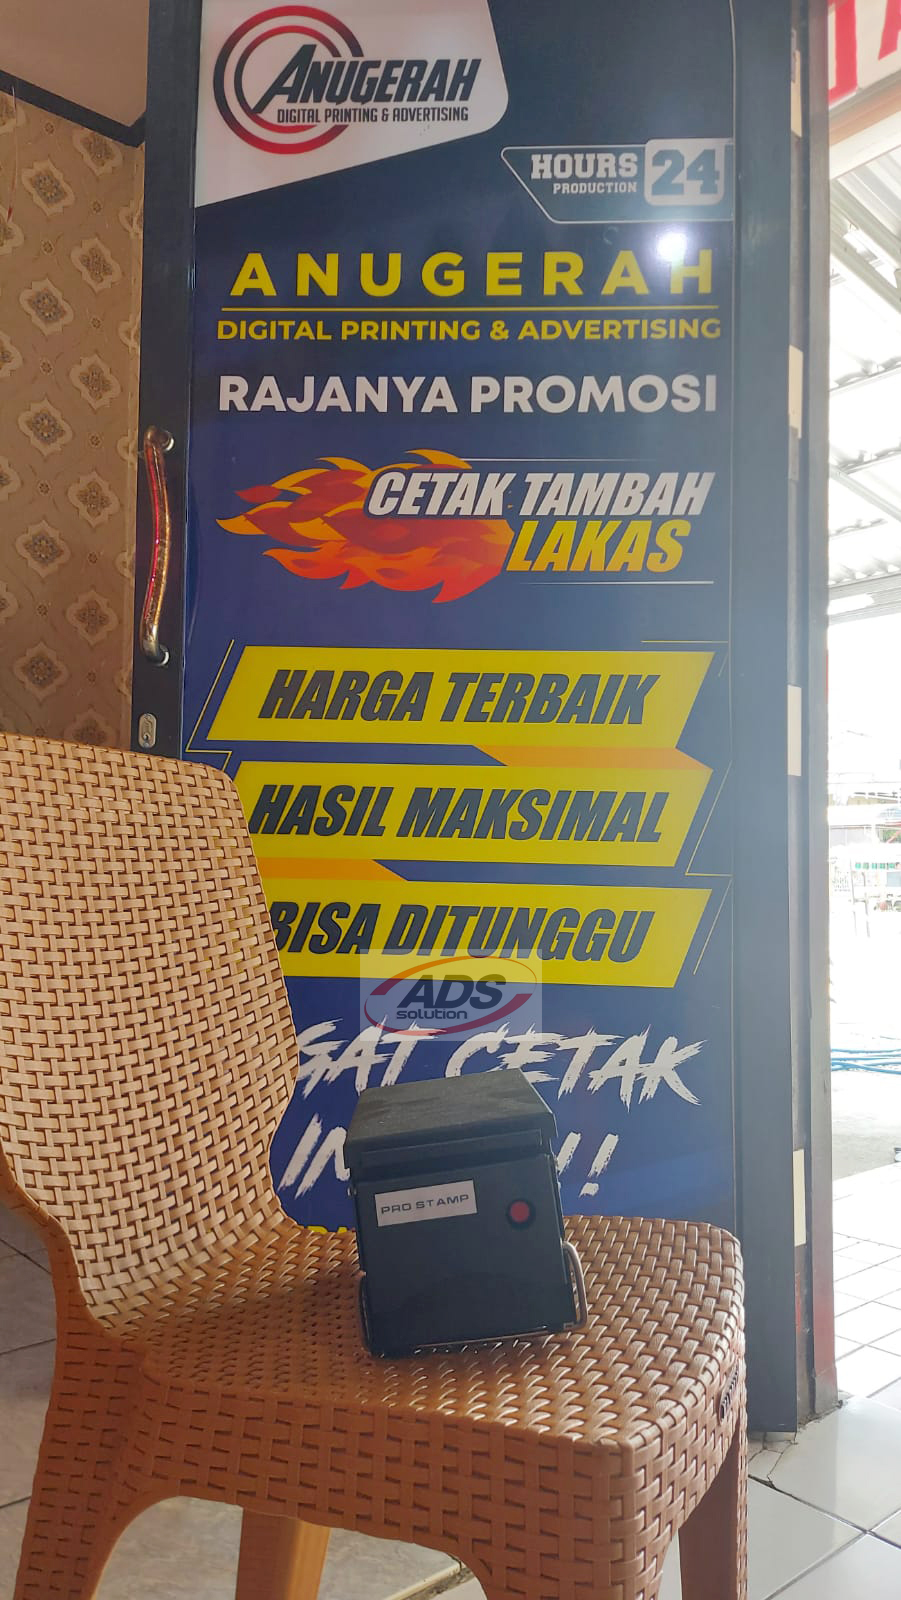 ANUGERAH
DIGITAL PRINTING & ADVERTISING
HOURS 24
PRODUCTION
ANUGERAH
DIGITAL PRINTING & ADVERTISING
RAJANYA PROMOSI
CETAK TAMBAH
LAKAS
HARGA TERBAIK
HASIL MAKSIMAL
BISA DITUNGGU
ADS
solution
CETAK
PRO STAMP